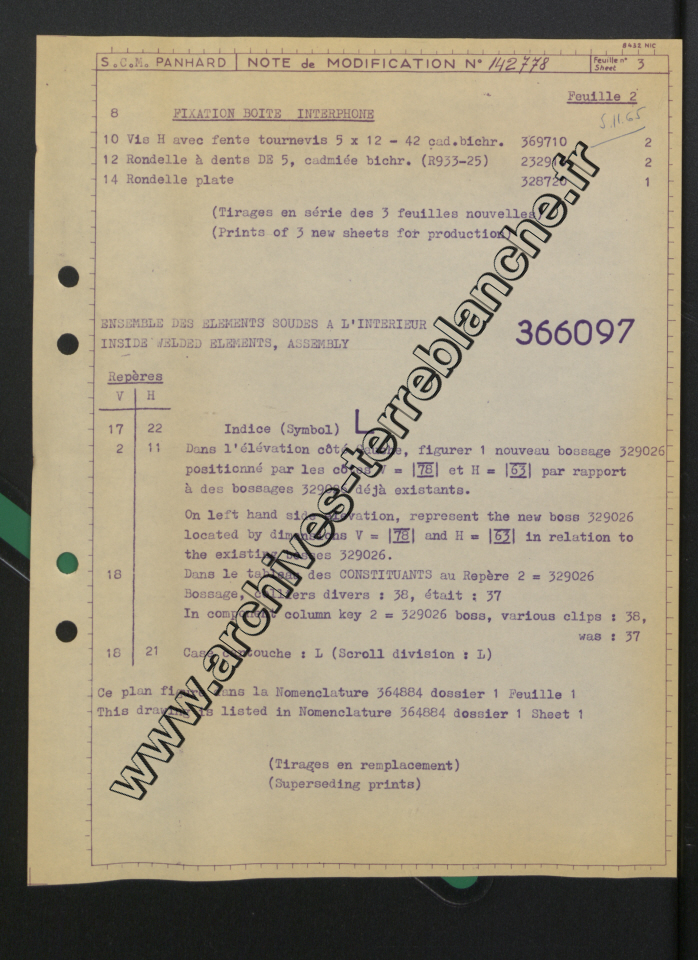 8432 MIC
S.C.M. PANHARD NOTE de MODIFICATION N° 142778 Feuille n° Sheet 3
Feuille 2
5.11.65
8 FIXATION BOITE INTERPHONE
10 Vis H avec fente tournevis 5 x 12 - 42 cad.bichr. 369710 2
12 Rondelle à dents DE 5, cadmiée bichr. (R933-25) 2
14 Rondelle plate 328720 1
(Tirages en série des 3 feuilles nouvelles)
(Prints of 3 new sheets for production)
ENSEMBLE DES ELEMENTS SOUDES A L'INTERIEUR 366097
INSIDE WELDED ELEMENTS, ASSEMBLY
Repères
V H
17 22 Indice (Symbol) L
2 11 Dans l'élévation côté gauche, figurer 1 nouveau bossage 329026
positionné par les cotes V = |78| et H = |63| par rapport
à des bossages 329026 déjà existants.
On left hand side elevation, represent the new boss 329026
located by dimensions V = |78| and H = |63| in relation to
the existing bosses 329026.
18 Dans le tableau des CONSTITUANTS au Repère 2 = 329026
Bossage, colliers divers : 38, était : 37
In component column key 2 = 329026 boss, various clips : 38,
was : 37
18 21 Case cartouche : L (Scroll division : L)
Ce plan figure dans la Nomenclature 364884 dossier 1 Feuille 1
This drawing is listed in Nomenclature 364884 dossier 1 Sheet 1
(Tirages en remplacement)
(Superseding prints)
www.archives-terreblanche.fr